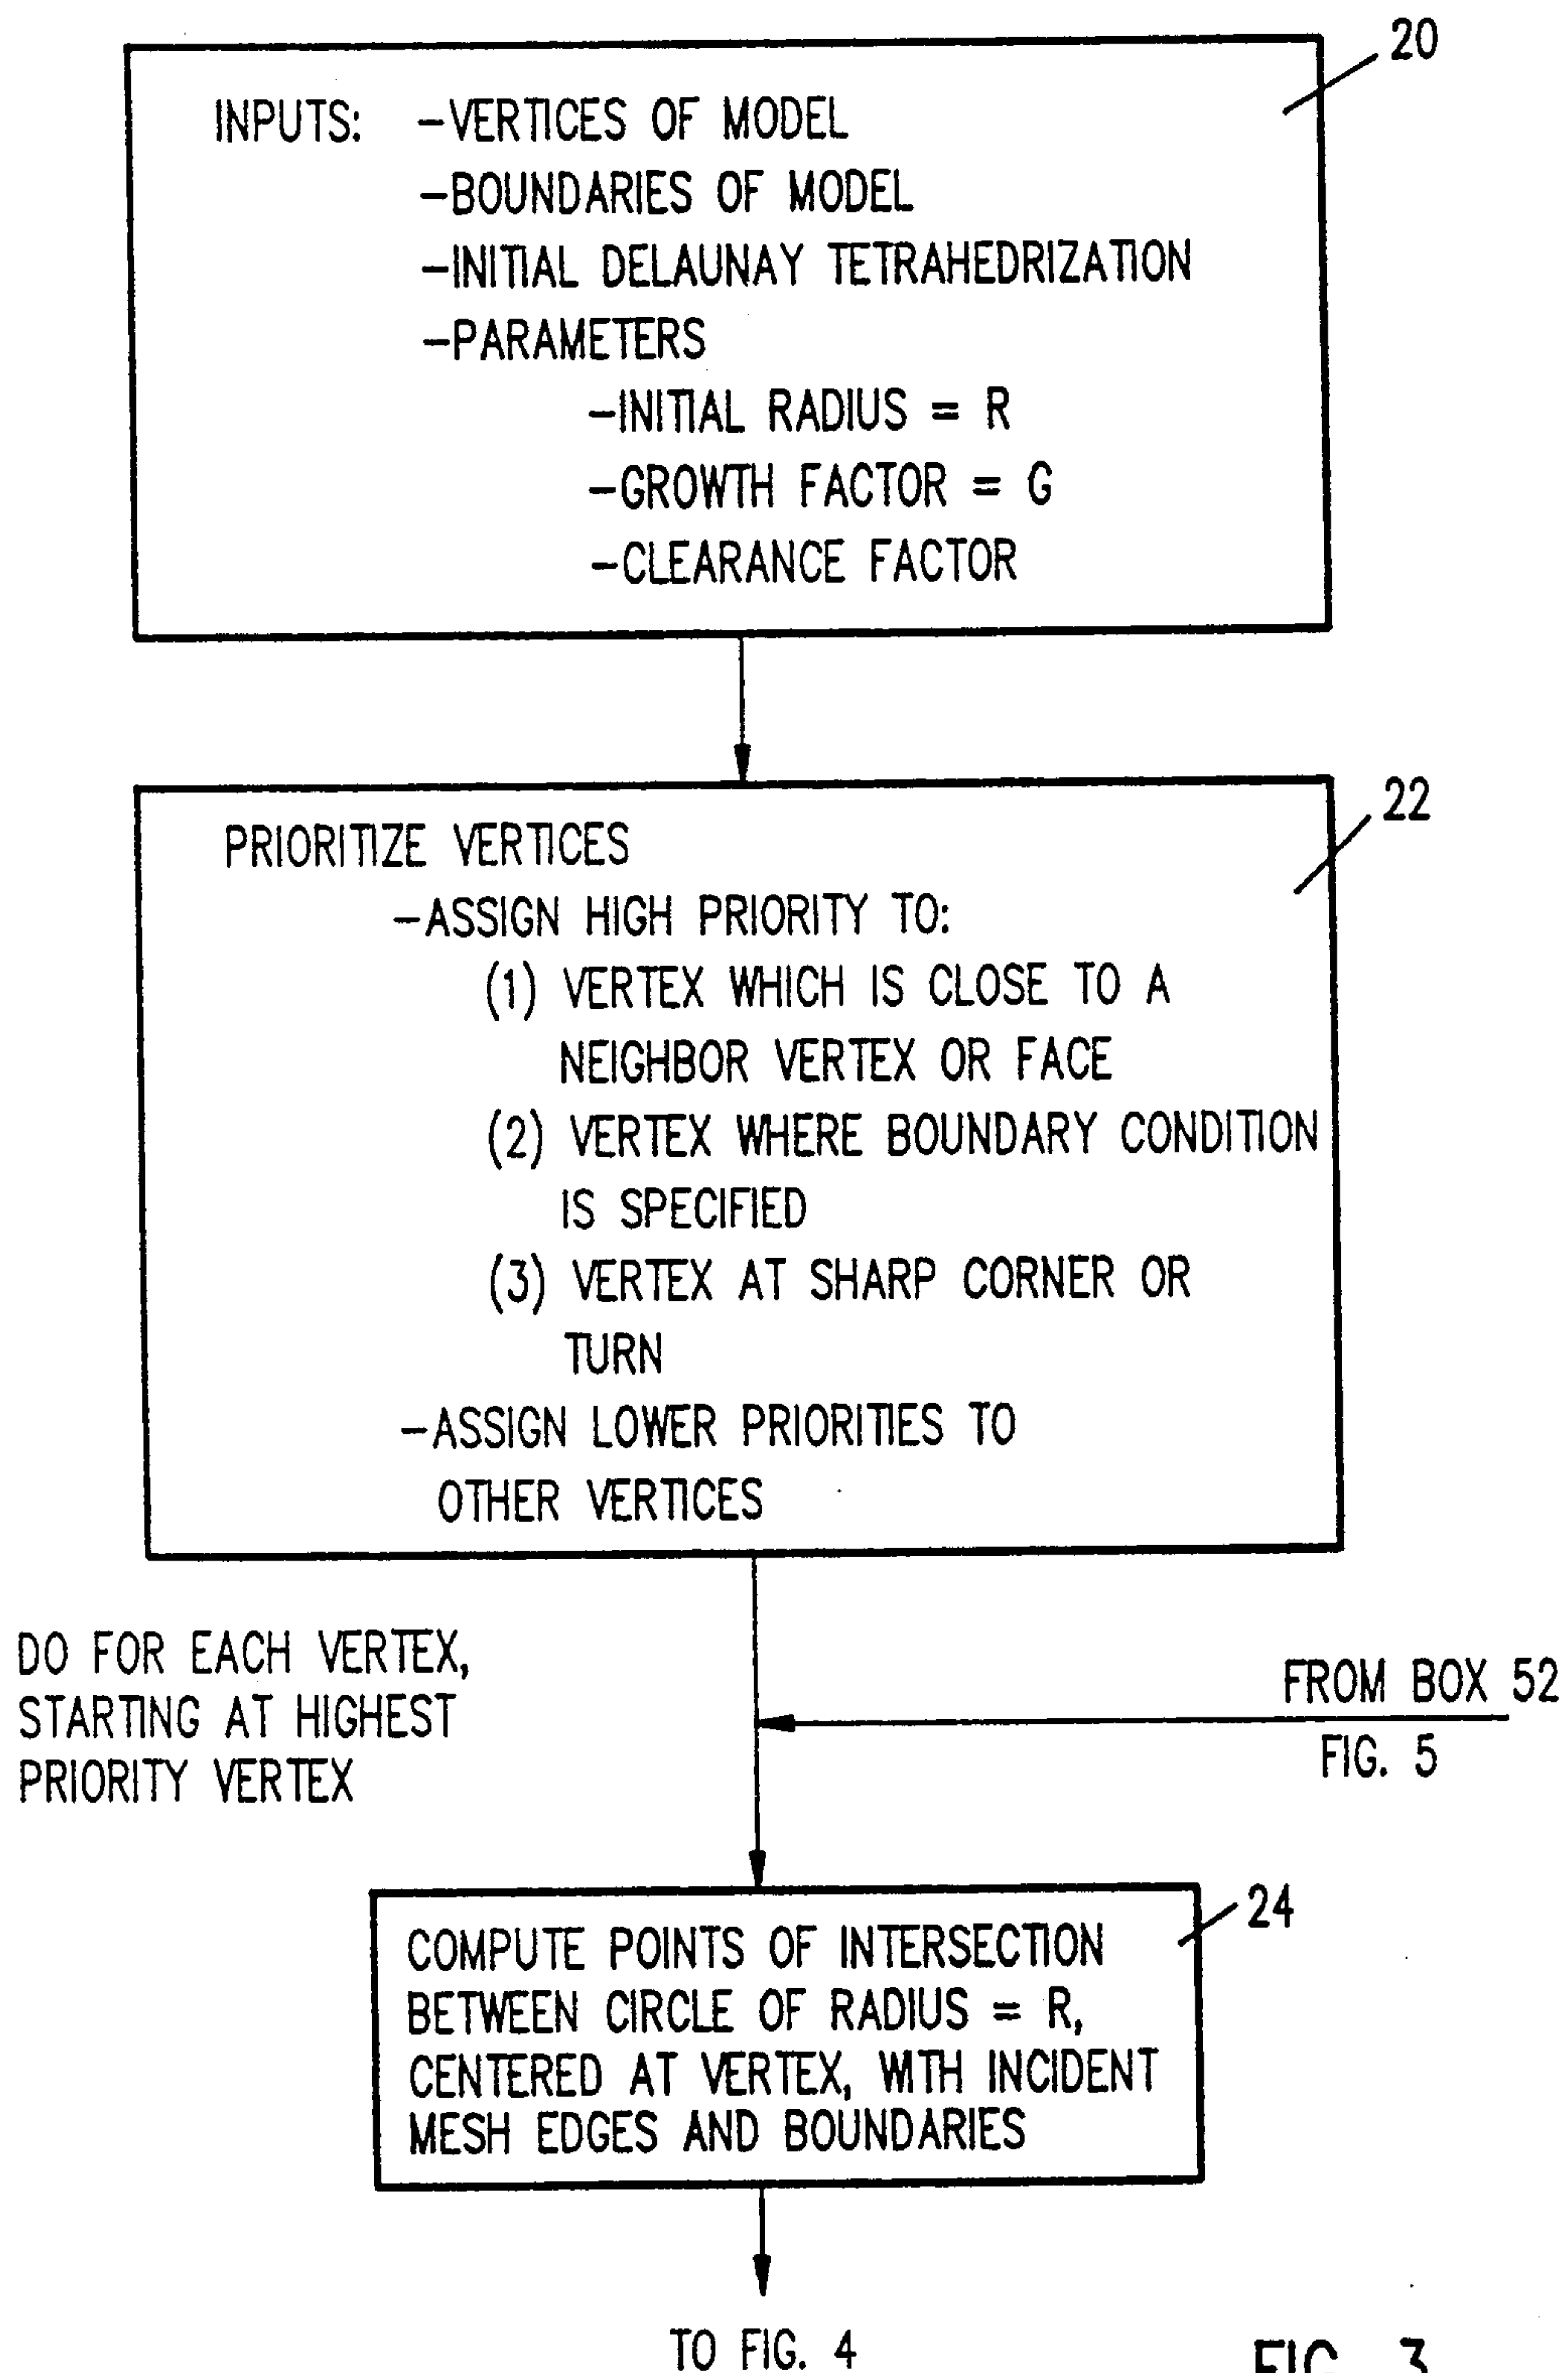 20
INPUTS: -VERTICES OF MODEL
-BOUNDARIES OF MODEL
-INITIAL DELAUNAY TETRAHEDRIZATION
-PARAMETERS
-INITIAL RADIUS = R
-GROWTH FACTOR = G
-CLEARANCE FACTOR
22
PRIORITIZE VERTICES
-ASSIGN HIGH PRIORITY TO:
(1) VERTEX WHICH IS CLOSE TO A
NEIGHBOR VERTEX OR FACE
(2) VERTEX WHERE BOUNDARY CONDITION
IS SPECIFIED
(3) VERTEX AT SHARP CORNER OR
TURN
-ASSIGN LOWER PRIORITIES TO
OTHER VERTICES
DO FOR EACH VERTEX,
STARTING AT HIGHEST
PRIORITY VERTEX
FROM BOX 52
FIG. 5
24
COMPUTE POINTS OF INTERSECTION
BETWEEN CIRCLE OF RADIUS = R,
CENTERED AT VERTEX, WITH INCIDENT
MESH EDGES AND BOUNDARIES
TO FIG. 4
FIG. 3